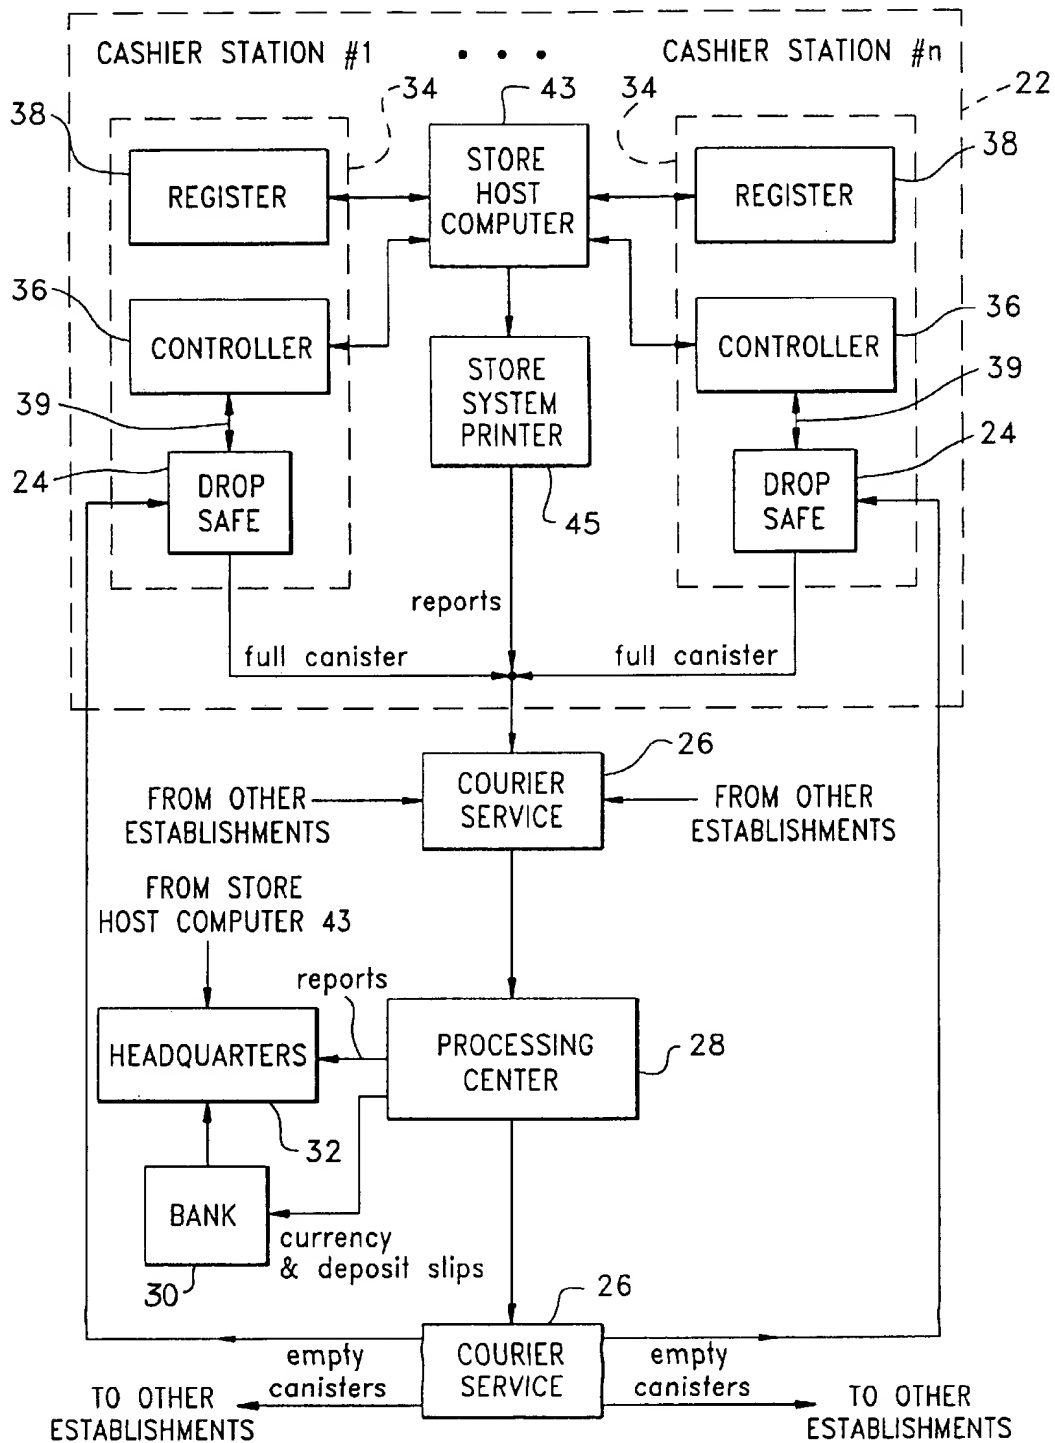 CASHIER STATION #1
• • •
CASHIER STATION #n
34
43
34
22
38
38
REGISTER
STORE
HOST
COMPUTER
REGISTER
36
36
CONTROLLER
STORE
SYSTEM
PRINTER
CONTROLLER
39
39
24
24
DROP
SAFE
DROP
SAFE
45
reports
full canister
full canister
26
COURIER
SERVICE
FROM OTHER
ESTABLISHMENTS
FROM OTHER
ESTABLISHMENTS
FROM STORE
HOST COMPUTER 43
reports
HEADQUARTERS
PROCESSING
CENTER
28
32
BANK
30
currency
& deposit slips
26
COURIER
SERVICE
empty
canisters
empty
canisters
TO OTHER
ESTABLISHMENTS
TO OTHER
ESTABLISHMENTS